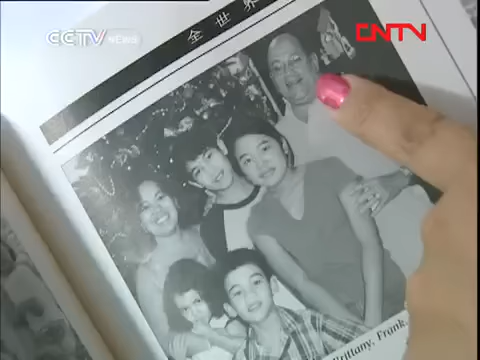 CCTV NEWS
CNTV
全世界
Brittany, Frank,